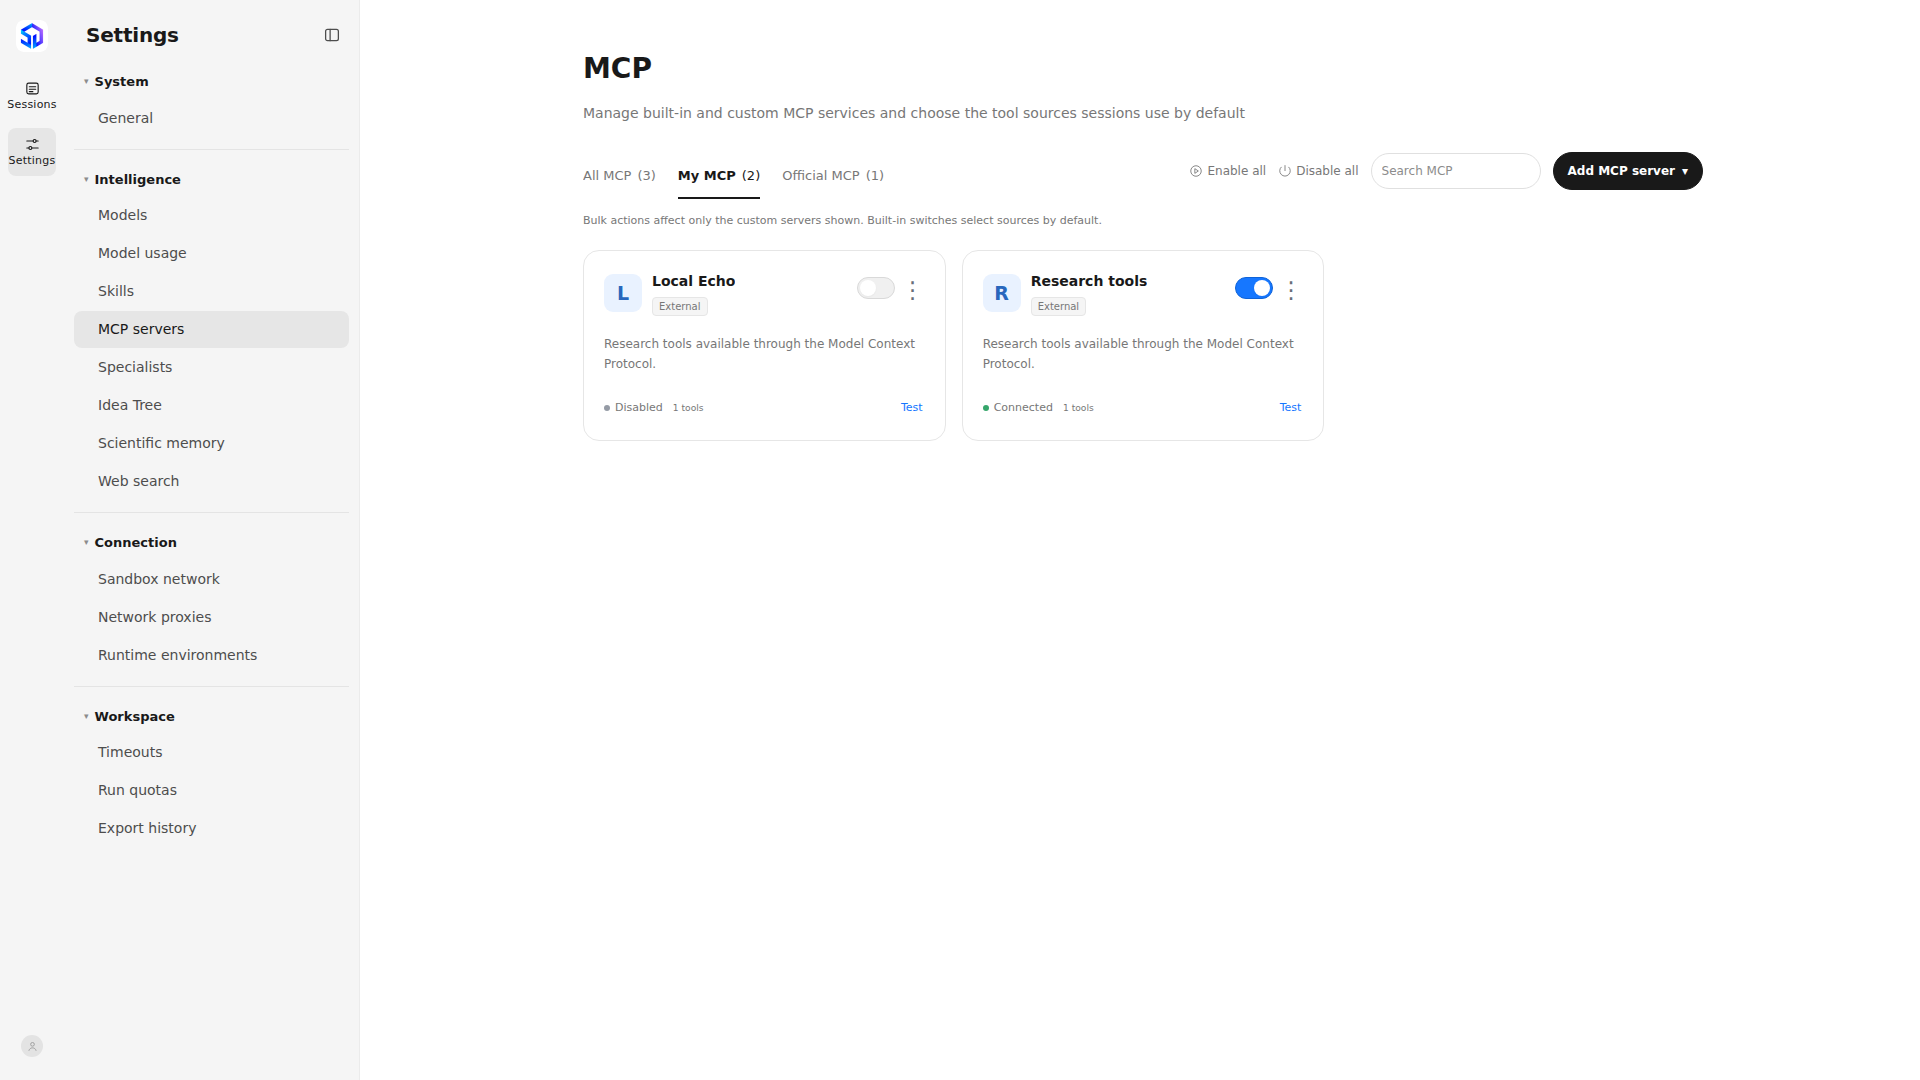 Settings
Sessions
Settings
System
General
Intelligence
Models
Model usage
Skills
MCP servers
Specialists
Idea Tree
Scientific memory
Web search
Connection
Sandbox network
Network proxies
Runtime environments
Workspace
Timeouts
Run quotas
Export history
MCP
Manage built-in and custom MCP services and choose the tool sources sessions use by default
All MCP (3) My MCP (2) Official MCP (1)
Enable all Disable all Search MCP Add MCP server
Bulk actions affect only the custom servers shown. Built-in switches select sources by default.
L
Local Echo
External
Research tools available through the Model Context
Protocol.
Disabled 1 tools Test
R
Research tools
External
Research tools available through the Model Context
Protocol.
Connected 1 tools Test